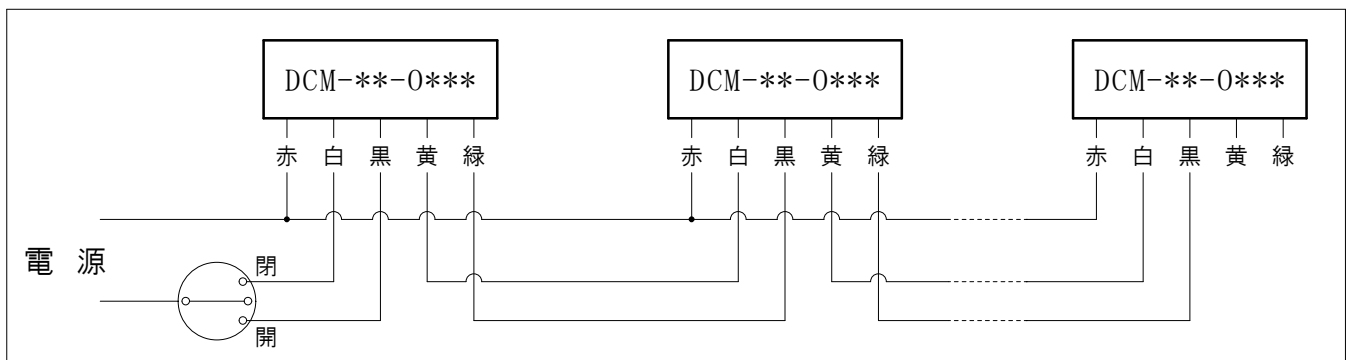 DCM-**-O*** DCM-**-O*** DCM-**-O***
赤 白 黒 黄 緑 赤 白 黒 黄 緑 赤 白 黒 黄 緑
電 源
閉
開